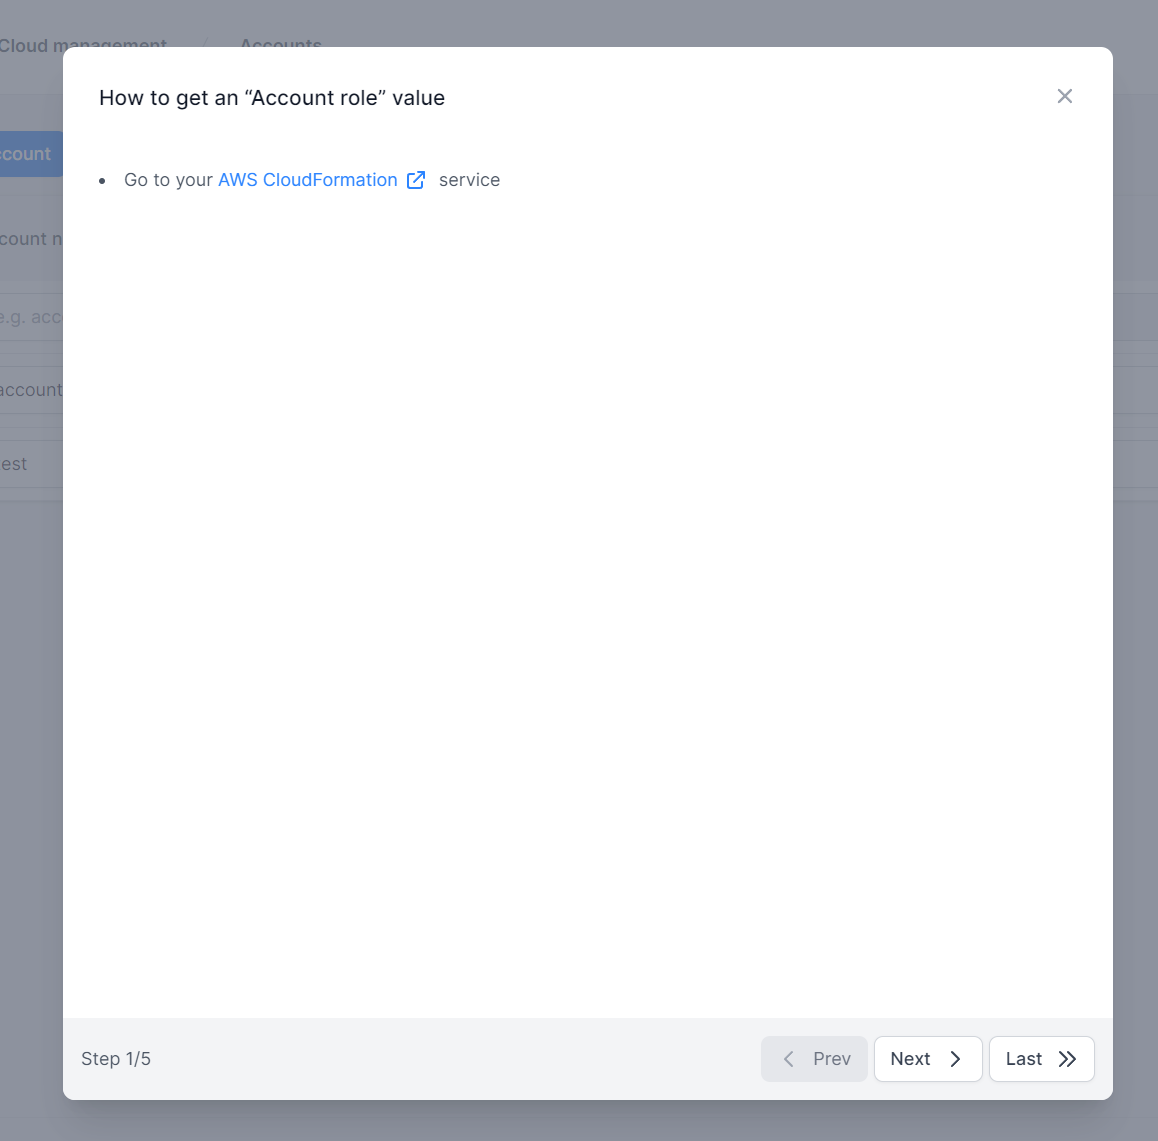 Cloud management / Accounts
How to get an “Account role” value
ccount
• Go to your AWS CloudFormation service
count n
e.g. acc
account
est
Step 1/5
Prev
Next
Last